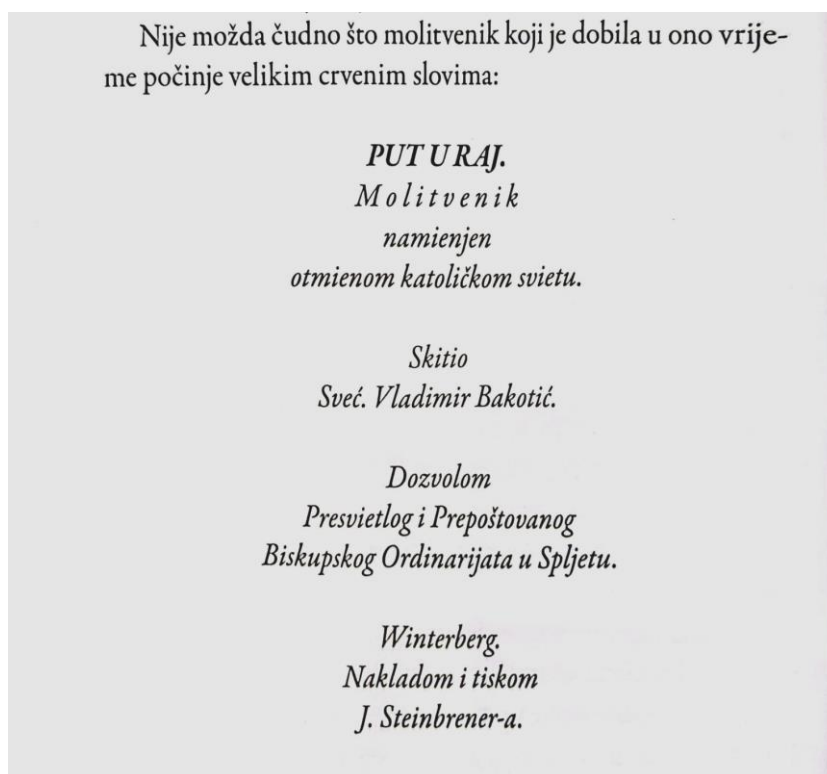 Nije možda čudno što molitvenik koji je dobila u ono vrije-
me počinje velikim crvenim slovima:
PUT U RAJ.
Molitvenik
namienjen
otmienom katoličkom svietu.
Skitio
Sveć. Vladimir Bakotić.
Dozvolom
Presvietlog i Prepoštovanog
Biskupskog Ordinarijata u Spljetu.
Winterberg.
Nakladom i tiskom
J. Steinbrener-a.